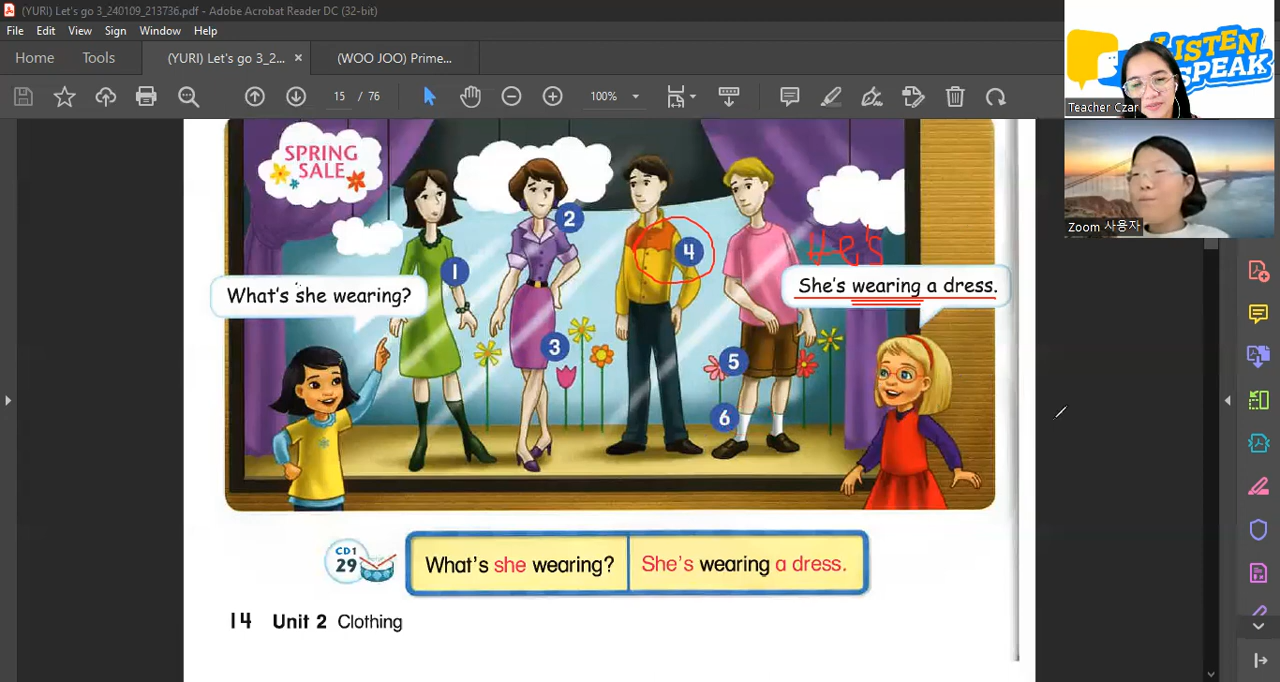 (YURI) Let's go 3_240109_213736.pdf - Adobe Acrobat Reader DC (32-bit)
File Edit View Sign Window Help
Home Tools (YURI) Let's go 3_2... × (WOO JOO) Prime...
15 / 76 100%
LISTEN
SPEAK
Teacher Czar
Zoom 사용자
SPRING
SALE
1
2
3
4
5
6
He's
What's she wearing?
She's wearing a dress.
CD1
29
What's she wearing? She's wearing a dress.
14 Unit 2 Clothing